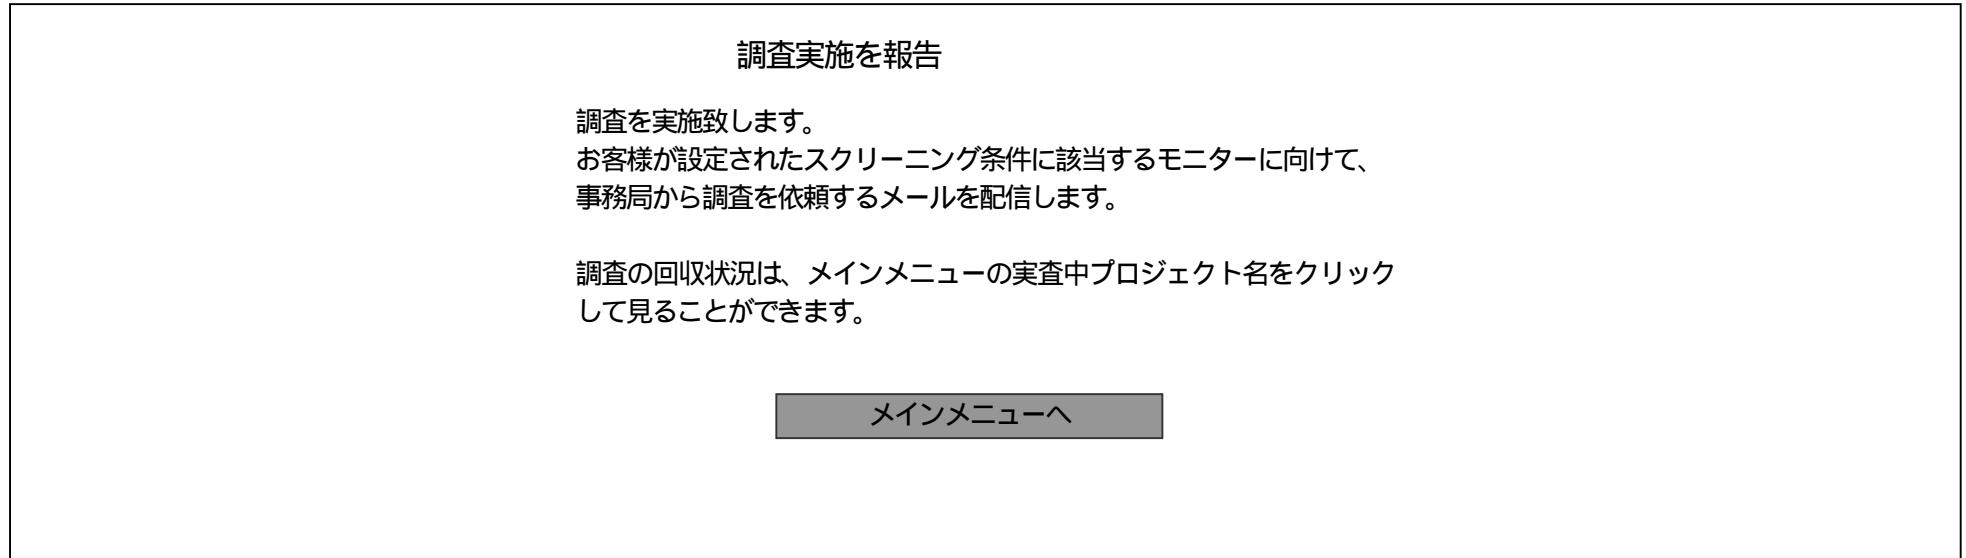 調査実施を報告
調査を実施致します。
お客様が設定されたスクリーニング条件に該当するモニターに向けて、
事務局から調査を依頼するメールを配信します。
調査の回収状況は、メインメニューの実査中プロジェクト名をクリック
して見ることができます。
メインメニューへ